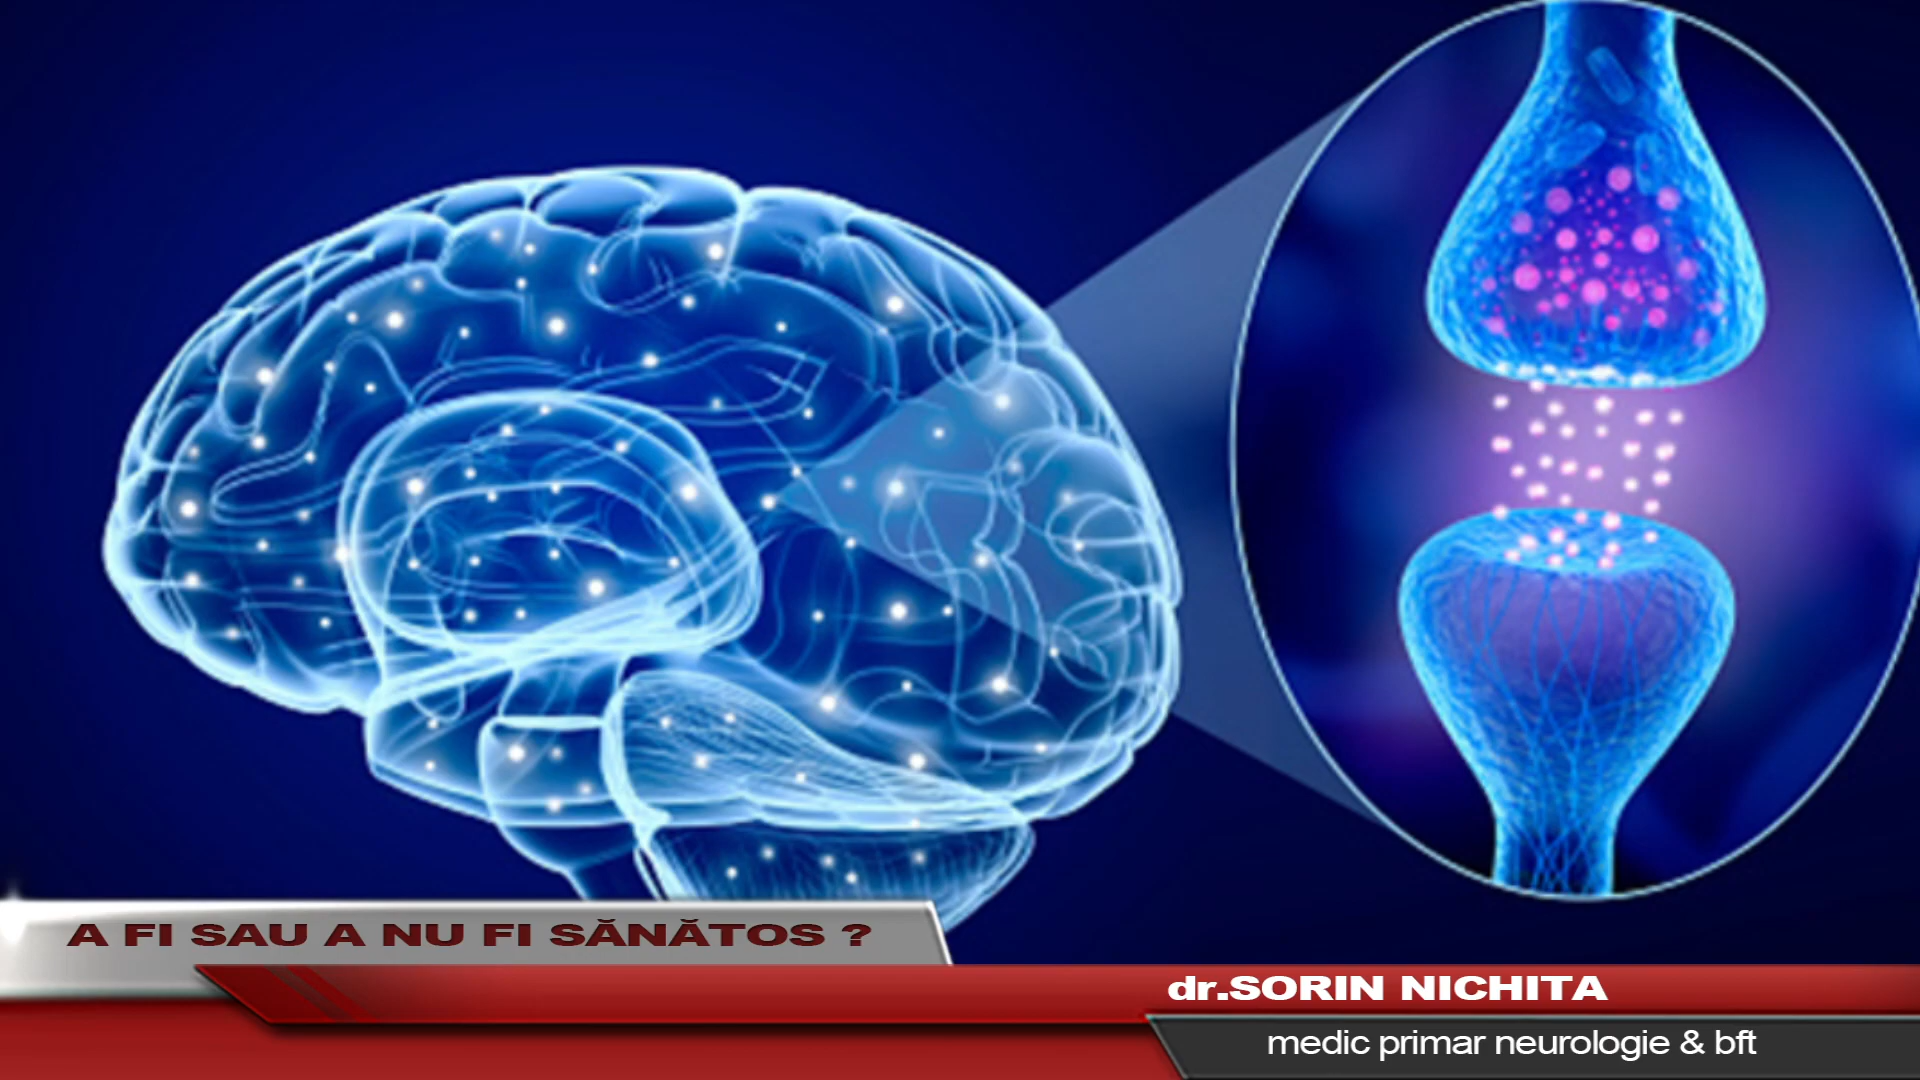 A FI SAU A NU FI SĂNĂTOS ?
dr.SORIN NICHITA
medic primar neurologie & bft